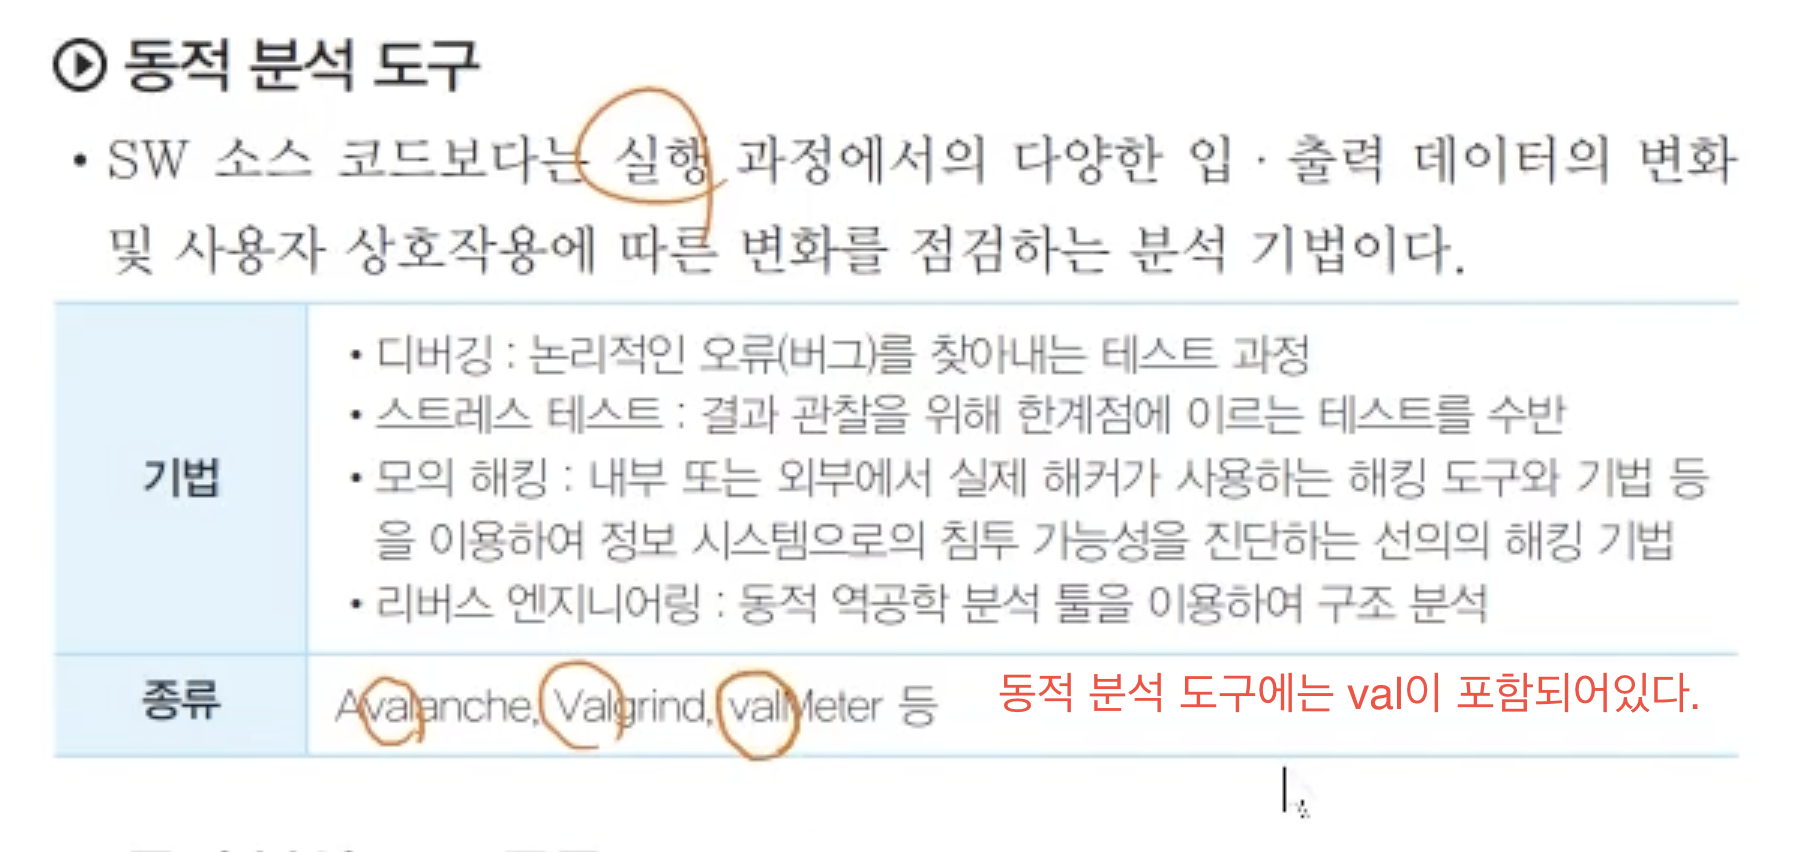 동적 분석 도구
• SW 소스 코드보다는 실행 과정에서의 다양한 입·출력 데이터의 변화
및 사용자 상호작용에 따른 변화를 점검하는 분석 기법이다.
기법
• 디버깅 : 논리적인 오류(버그)를 찾아내는 테스트 과정
• 스트레스 테스트 : 결과 관찰을 위해 한계점에 이르는 테스트를 수반
• 모의 해킹 : 내부 또는 외부에서 실제 해커가 사용하는 해킹 도구와 기법 등
을 이용하여 정보 시스템으로의 침투 가능성을 진단하는 선의의 해킹 기법
• 리버스 엔지니어링 : 동적 역공학 분석 툴을 이용하여 구조 분석
종류
Avalanche, Valgrind, valMeter 등
동적 분석 도구에는 val이 포함되어있다.